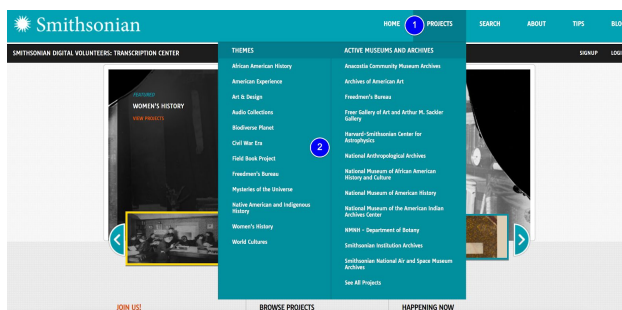 Smithsonian
HOME
1
PROJECTS
SEARCH
ABOUT
TIPS
SMITHSONIAN DIGITAL VOLUNTEERS: TRANSCRIPTION CENTER
SIGNUP
THEMES
African American History
American Experience
Art & Design
Audio Collections
Biodiverse Planet
Civil War Era
Field Book Project
Freedmen's Bureau
Mysteries of the Universe
Native American and Indigenous
History
Women's History
World Cultures
2
ACTIVE MUSEUMS AND ARCHIVES
Anacostia Community Museum Archives
Archives of American Art
Freedmen's Bureau
Freer Gallery of Art and Arthur M. Sackler
Gallery
Harvard-Smithsonian Center for
Astrophysics
National Anthropological Archives
National Museum of African American
History and Culture
National Museum of American History
National Museum of the American Indian
Archives Center
NMNH - Department of Botany
Smithsonian Institution Archives
Smithsonian National Air and Space Museum
Archives
See All Projects
FEATURED
WOMEN'S HISTORY
VIEW PROJECTS
JOIN US!
BROWSE PROJECTS
HAPPENING NOW